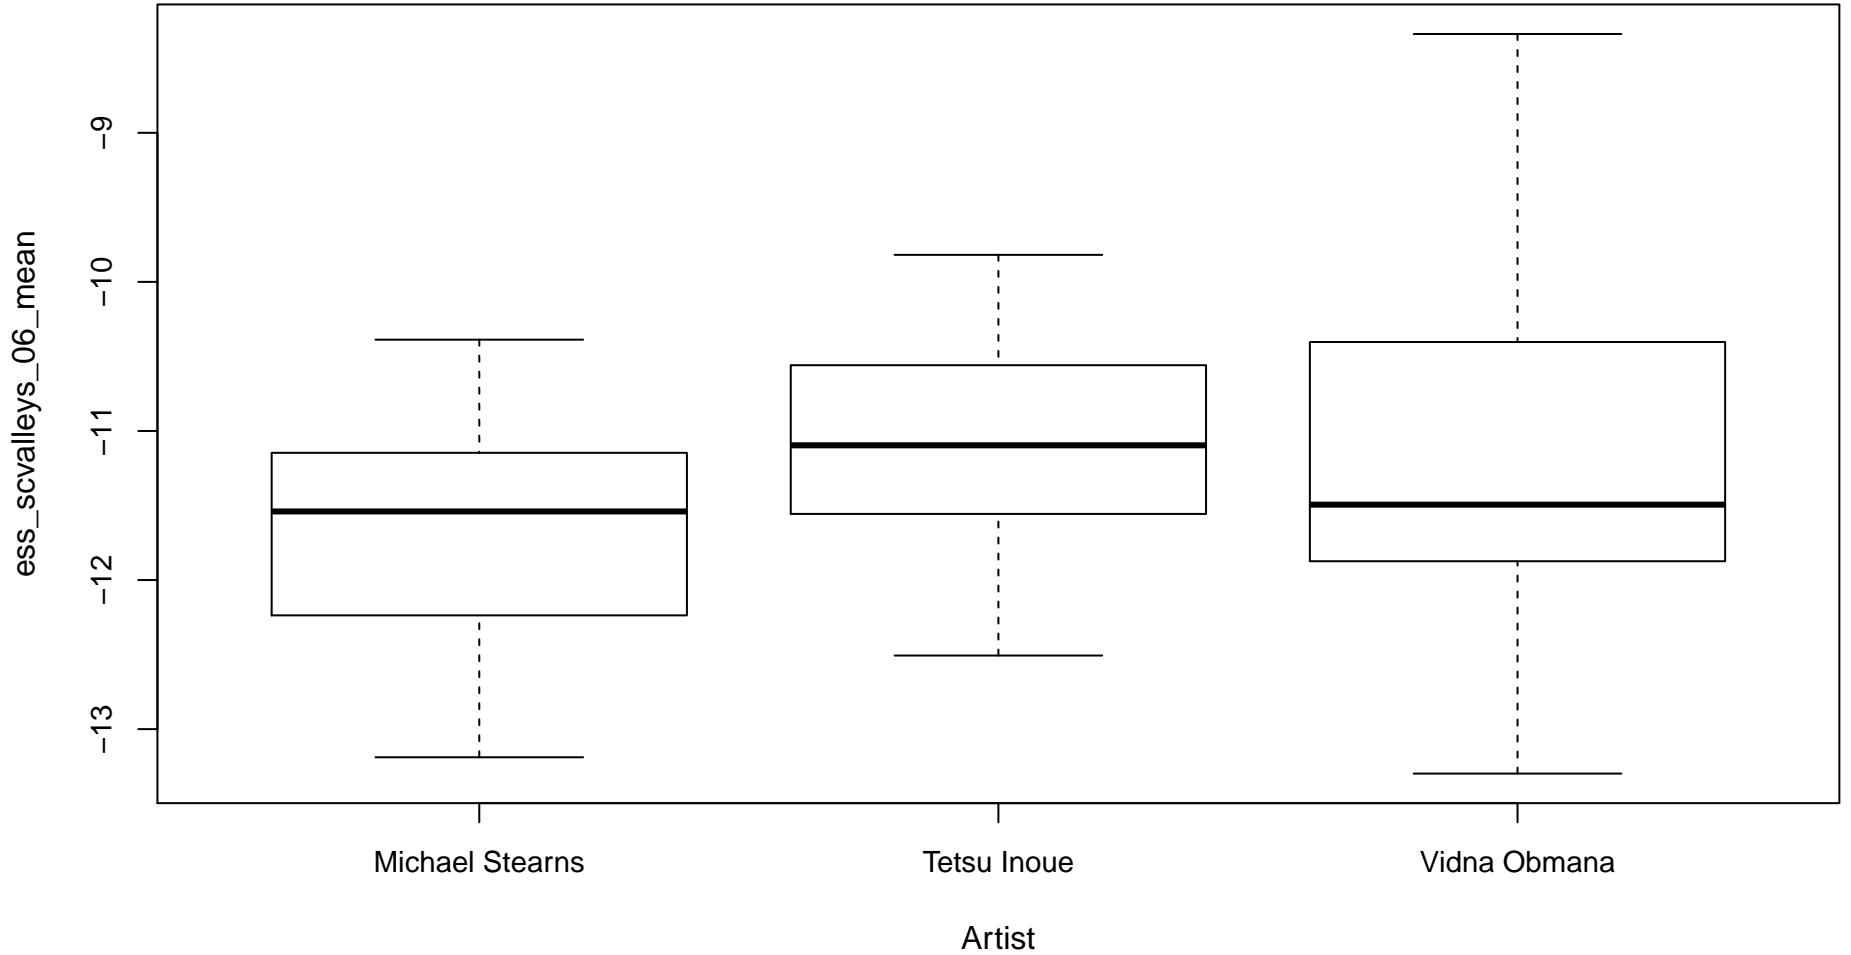 ess_scvalleys_06_mean
−9
−10
−11
−12
−13
Michael Stearns
Tetsu Inoue
Vidna Obmana
Artist